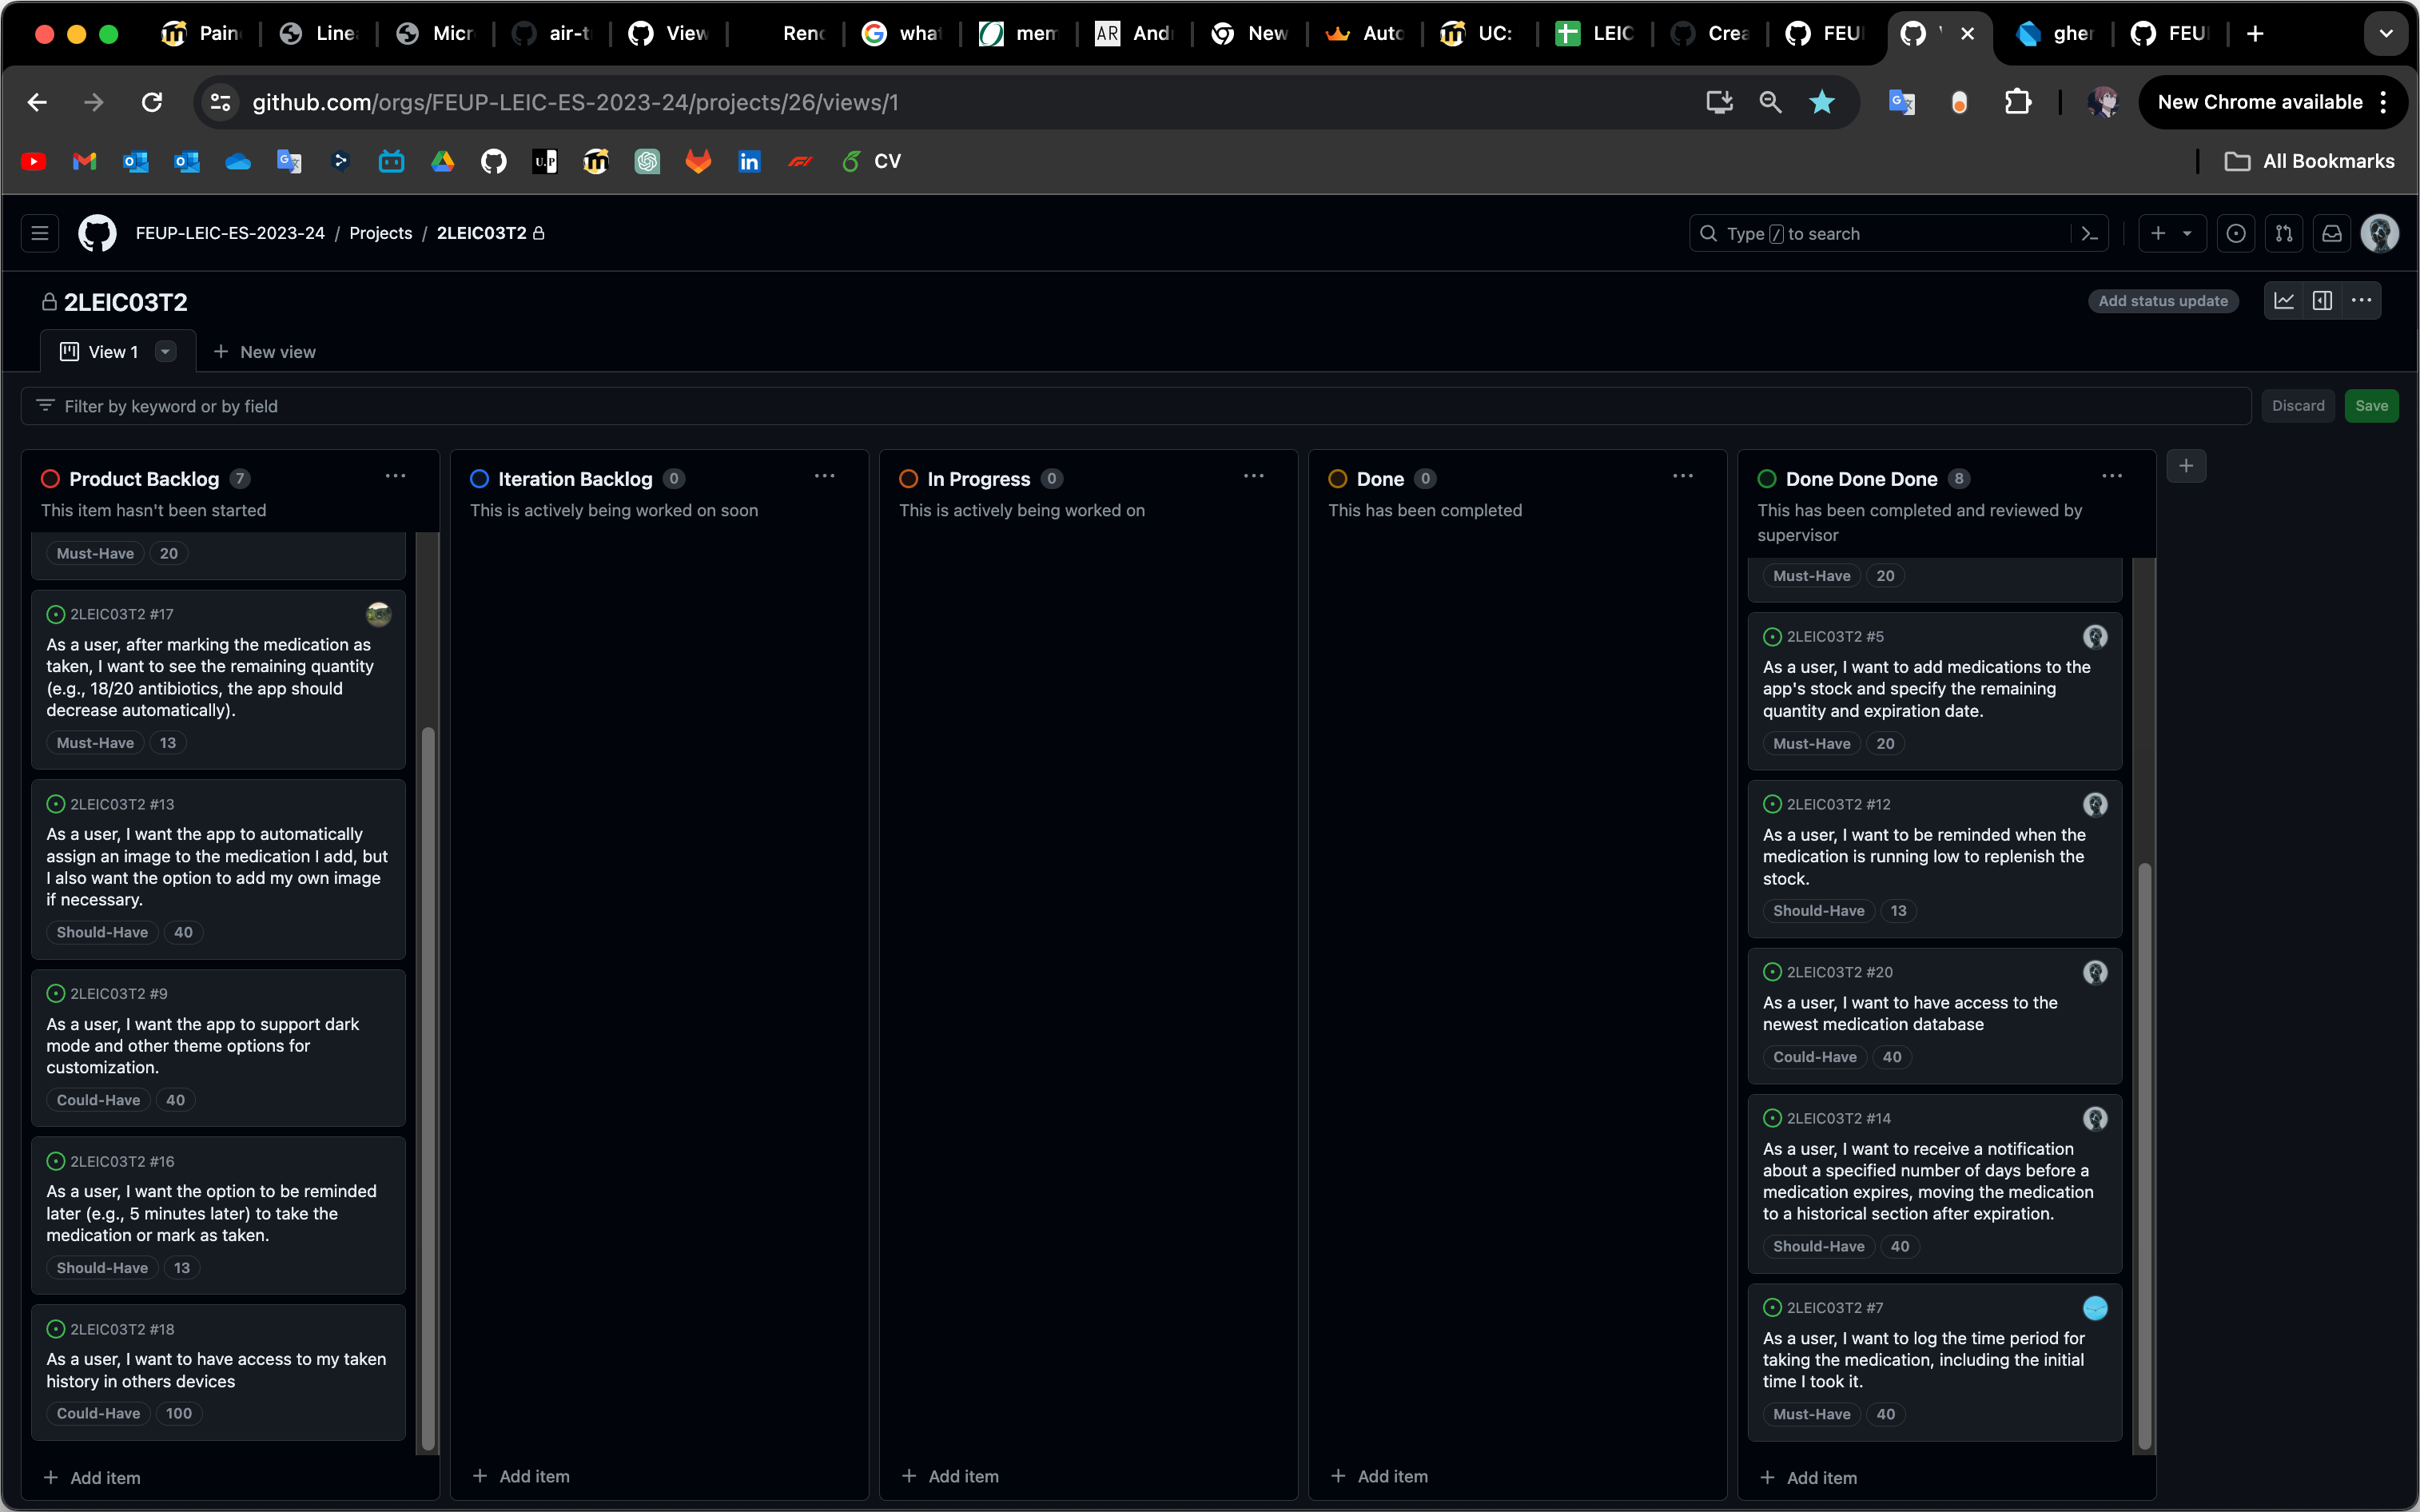 Pain
Line
Micr
air-t
View
Ren
what
mem
AR
And
New
Auto
UC:
LEIC
Crea
FEU
gher
FEU
github.com/orgs/FEUP-LEIC-ES-2023-24/projects/26/views/1
New Chrome available
U.P
CV
All Bookmarks
FEUP-LEIC-ES-2023-24 / Projects / 2LEIC03T2
Type / to search
2LEIC03T2
Add status update
View 1
New view
Filter by keyword or by field
Discard
Save
Product Backlog 7
This item hasn't been started
Must-Have 20
2LEIC03T2 #17
As a user, after marking the medication as
taken, I want to see the remaining quantity
(e.g., 18/20 antibiotics, the app should
decrease automatically).
Must-Have 13
2LEIC03T2 #13
As a user, I want the app to automatically
assign an image to the medication I add, but
I also want the option to add my own image
if necessary.
Should-Have 40
2LEIC03T2 #9
As a user, I want the app to support dark
mode and other theme options for
customization.
Could-Have 40
2LEIC03T2 #16
As a user, I want the option to be reminded
later (e.g., 5 minutes later) to take the
medication or mark as taken.
Should-Have 13
2LEIC03T2 #18
As a user, I want to have access to my taken
history in others devices
Could-Have 100
Add item
Iteration Backlog 0
This is actively being worked on soon
Add item
In Progress 0
This is actively being worked on
Add item
Done 0
This has been completed
Add item
Done Done Done 8
This has been completed and reviewed by
supervisor
Must-Have 20
2LEIC03T2 #5
As a user, I want to add medications to the
app's stock and specify the remaining
quantity and expiration date.
Must-Have 20
2LEIC03T2 #12
As a user, I want to be reminded when the
medication is running low to replenish the
stock.
Should-Have 13
2LEIC03T2 #20
As a user, I want to have access to the
newest medication database
Could-Have 40
2LEIC03T2 #14
As a user, I want to receive a notification
about a specified number of days before a
medication expires, moving the medication
to a historical section after expiration.
Should-Have 40
2LEIC03T2 #7
As a user, I want to log the time period for
taking the medication, including the initial
time I took it.
Must-Have 40
Add item